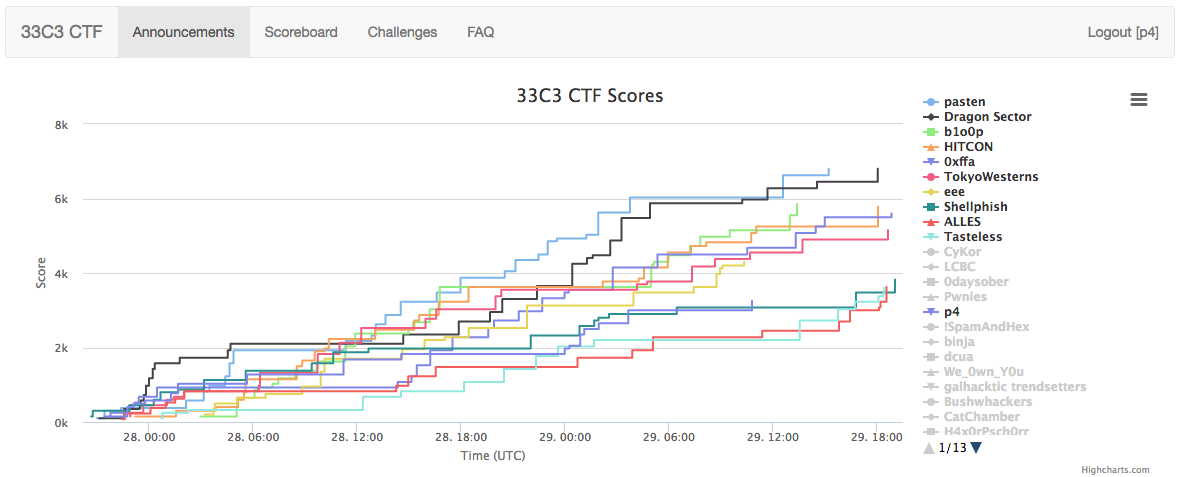 33C3 CTF Announcements Scoreboard Challenges FAQ Logout [p4]
33C3 CTF Scores
8k
6k
4k
2k
0k
Score
28. 00:00 28. 06:00 28. 12:00 28. 18:00 29. 00:00 29. 06:00 29. 12:00 29. 18:00
Time (UTC)
pasten
Dragon Sector
b1o0p
HITCON
0xffa
TokyoWesterns
eee
Shellphish
ALLES
Tasteless
CyKor
LCBC
0daysober
Pwnies
p4
!SpamAndHex
binja
dcua
We_0wn_Y0u
galhacktic trendsetters
Bushwhackers
CatChamber
H4x0rPsch0rr
1/13
Highcharts.com